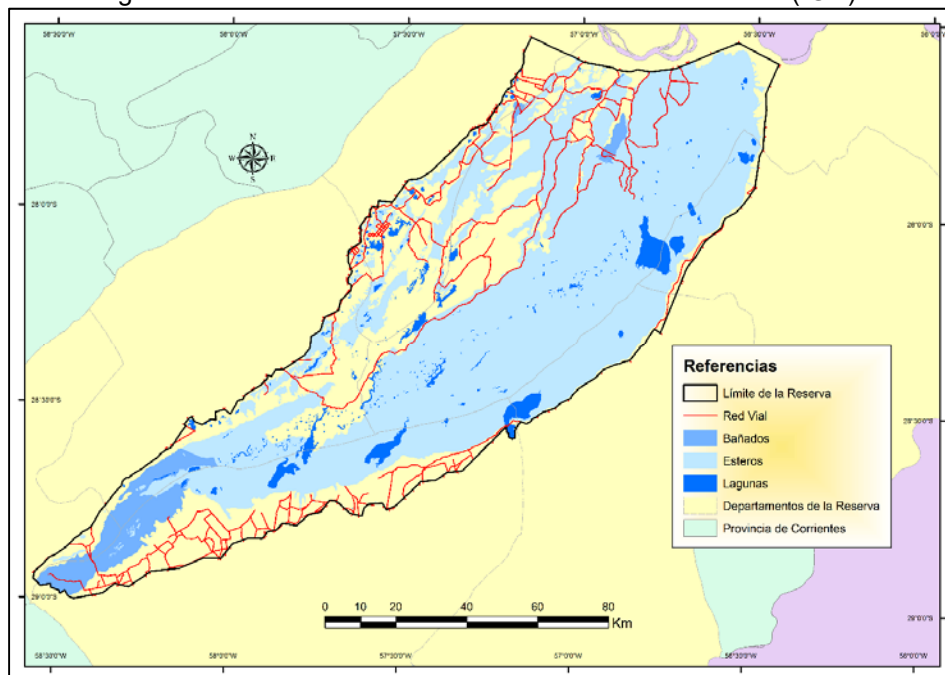 58°30'0"W 58°0'0"W 57°30'0"W 57°0'0"W 56°30'0"W 56°0'0"W
N
W E
S
28°0'0"S 28°0'0"S
28°30'0"S 28°30'0"S
Referencias
Límite de la Reserva
Red Vial
Bañados
Esteros
Lagunas
Departamentos de la Reserva
Provincia de Corrientes
29°0'0"S 29°0'0"S
0 10 20 40 60 80
Km
58°30'0"W 58°0'0"W 57°30'0"W 57°0'0"W 56°30'0"W 56°0'0"W